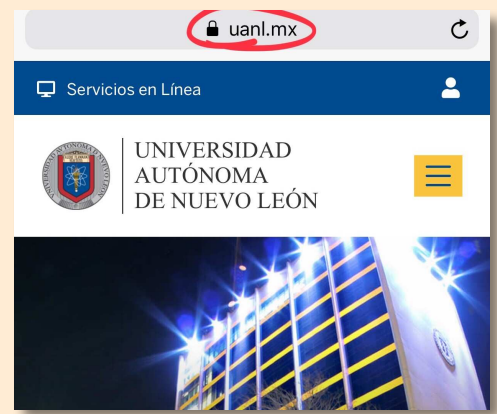 uanl.mx
Servicios en Línea
UNIVERSIDAD
AUTÓNOMA
DE NUEVO LEÓN